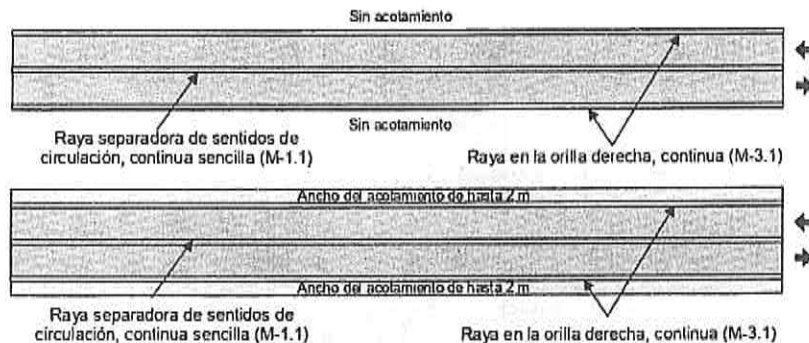 Sin acotamiento
Sin acotamiento
Raya separadora de sentidos de
circulación, continua sencilla (M-1.1)
Raya en la orilla derecha, continua (M-3.1)
Ancho del acotamiento de hasta 2 m
Ancho del acotamiento de hasta 2 m
Raya separadora de sentidos de
circulación, continua sencilla (M-1.1)
Raya en la orilla derecha, continua (M-3.1)